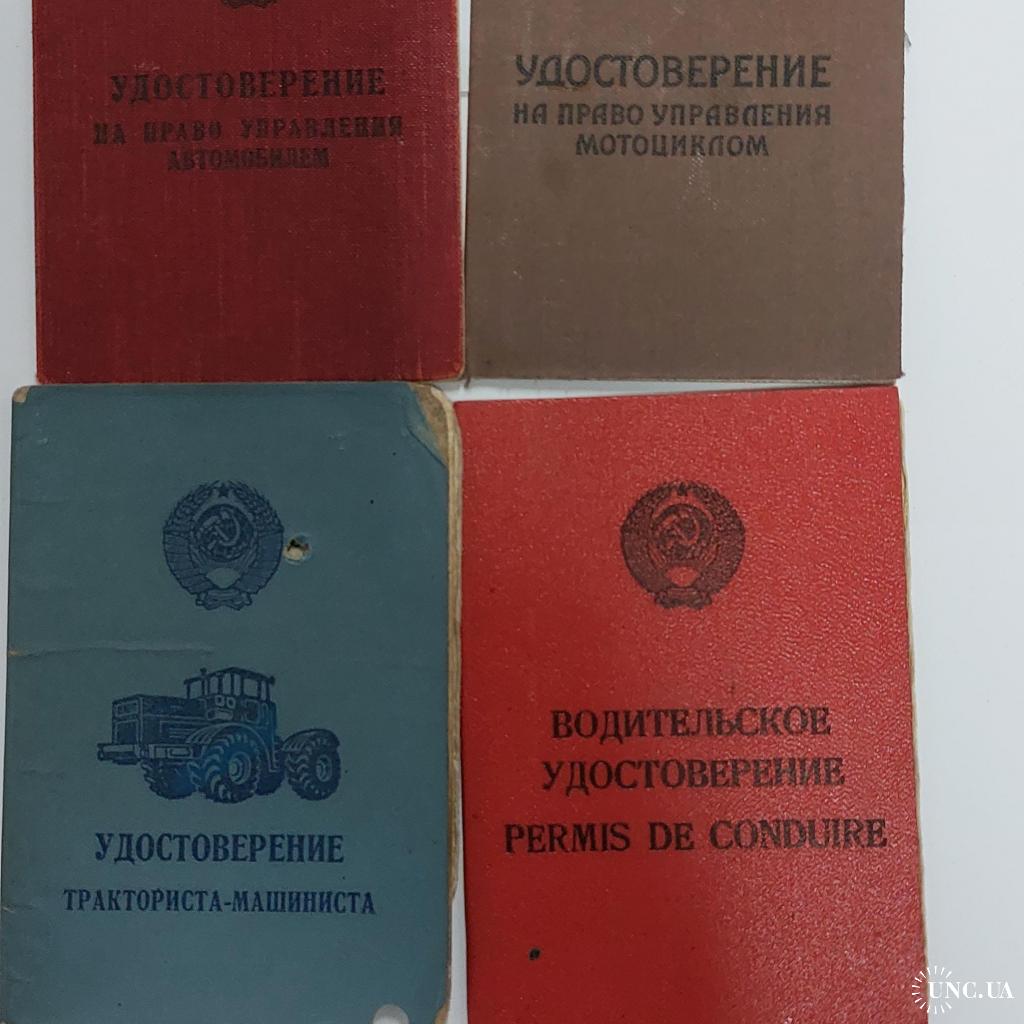 УДОСТОВЕРЕНИЕ
НА ПРАВО УПРАВЛЕНИЯ
АВТОМОБИЛЕМ
УДОСТОВЕРЕНИЕ
НА ПРАВО УПРАВЛЕНИЯ
МОТОЦИКЛОМ
УДОСТОВЕРЕНИЕ
ТРАКТОРИСТА-МАШИНИСТА
ВОДИТЕЛЬСКОЕ
УДОСТОВЕРЕНИЕ
PERMIS DE CONDUIRE
UNC.UA